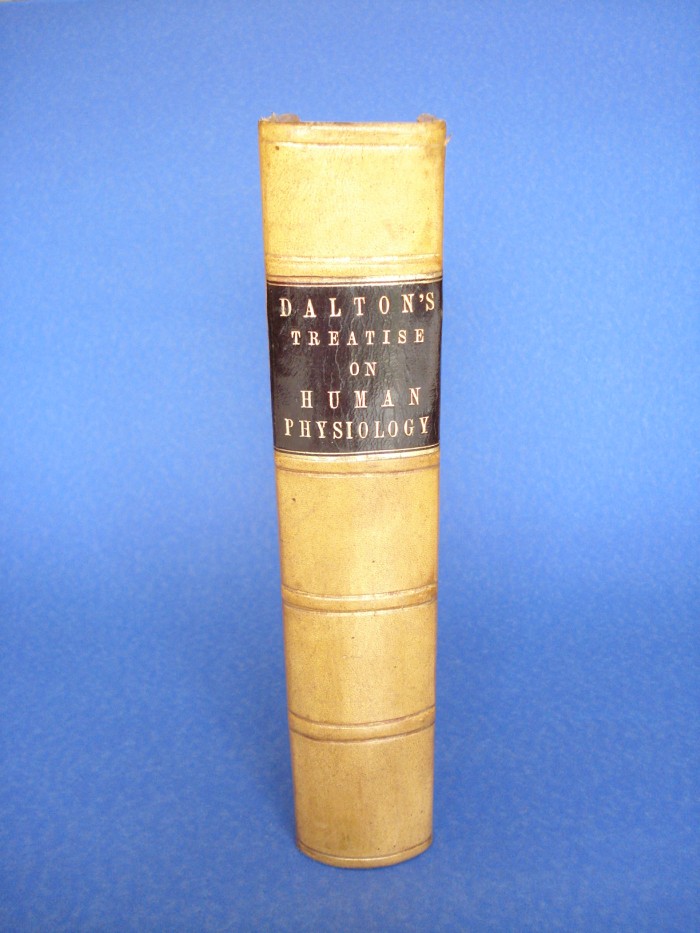 DALTON'S
TREATISE
ON
HUMAN
PHYSIOLOGY